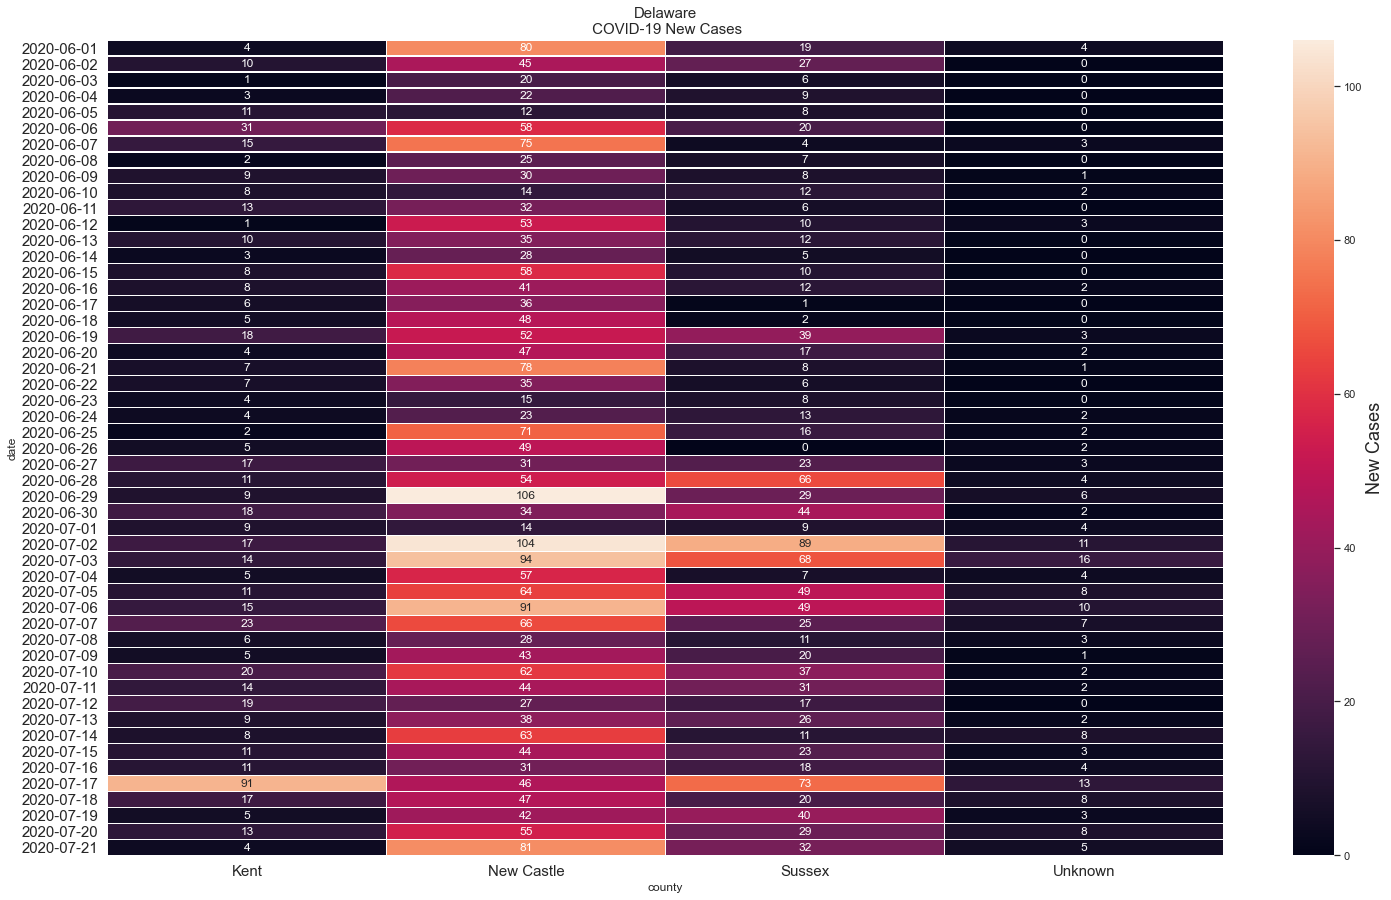 Delaware
COVID-19 New Cases
2020-06-01 4 80 19 4
2020-06-02 10 45 27 0
2020-06-03 1 20 6 0
2020-06-04 3 22 9 0
2020-06-05 11 12 8 0
2020-06-06 31 58 20 0
2020-06-07 15 75 4 3
2020-06-08 2 25 7 0
2020-06-09 9 30 8 1
2020-06-10 8 14 12 2
2020-06-11 13 32 6 0
2020-06-12 1 53 10 3
2020-06-13 10 35 12 0
2020-06-14 3 28 5 0
2020-06-15 8 58 10 0
2020-06-16 8 41 12 2
2020-06-17 6 36 1 0
2020-06-18 5 48 2 0
2020-06-19 18 52 39 3
2020-06-20 4 47 17 2
2020-06-21 7 78 8 1
2020-06-22 7 35 6 0
2020-06-23 4 15 8 0
2020-06-24 4 23 13 2
2020-06-25 2 71 16 2
2020-06-26 5 49 0 2
2020-06-27 17 31 23 3
2020-06-28 11 54 66 4
2020-06-29 9 106 29 6
2020-06-30 18 34 44 2
2020-07-01 9 14 9 4
2020-07-02 17 104 89 11
2020-07-03 14 94 68 16
2020-07-04 5 57 7 4
2020-07-05 11 64 49 8
2020-07-06 15 91 49 10
2020-07-07 23 66 25 7
2020-07-08 6 28 11 3
2020-07-09 5 43 20 1
2020-07-10 20 62 37 2
2020-07-11 14 44 31 2
2020-07-12 19 27 17 0
2020-07-13 9 38 26 2
2020-07-14 8 63 11 8
2020-07-15 11 44 23 3
2020-07-16 11 31 18 4
2020-07-17 91 46 73 13
2020-07-18 17 47 20 8
2020-07-19 5 42 40 3
2020-07-20 13 55 29 8
2020-07-21 4 81 32 5
Kent New Castle Sussex Unknown
county
date
100
80
60
40
20
0
New Cases